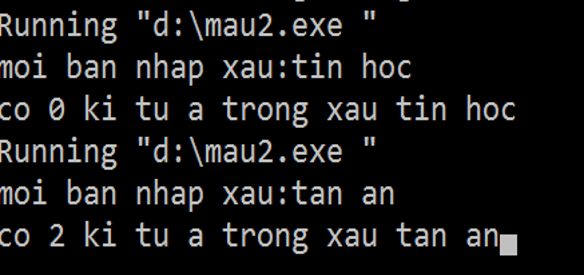 Running "d:\mau2.exe "
moi ban nhap xau:tin hoc
co 0 ki tu a trong xau tin hoc
Running "d:\mau2.exe "
moi ban nhap xau:tan an
co 2 ki tu a trong xau tan an